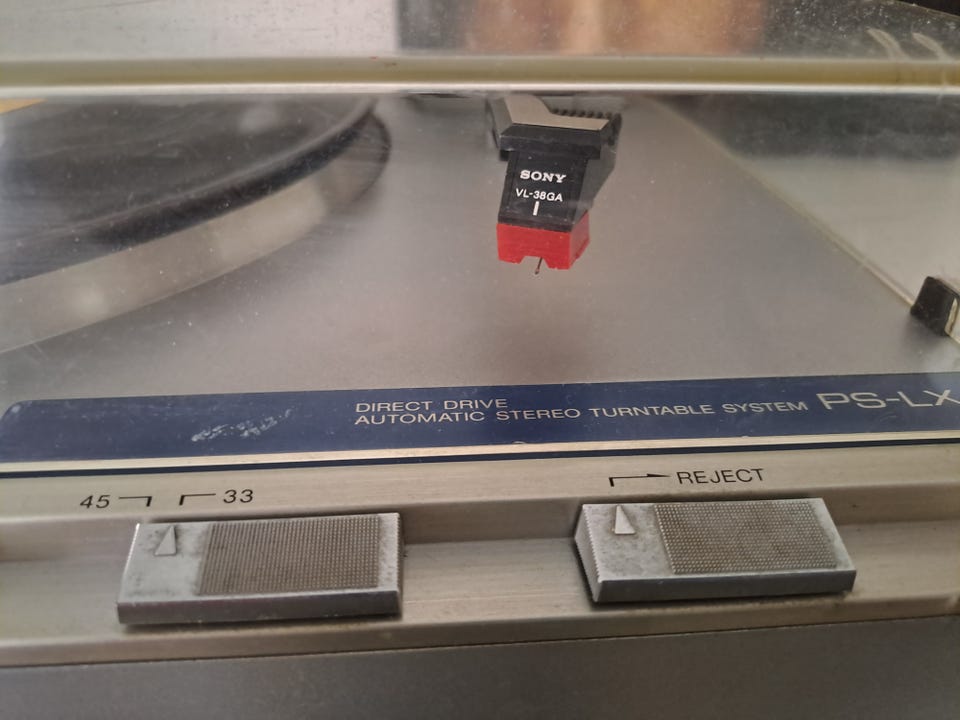 SONY
VL-38GA
DIRECT DRIVE
AUTOMATIC STEREO TURNTABLE SYSTEM PS-LX
45 33
REJECT